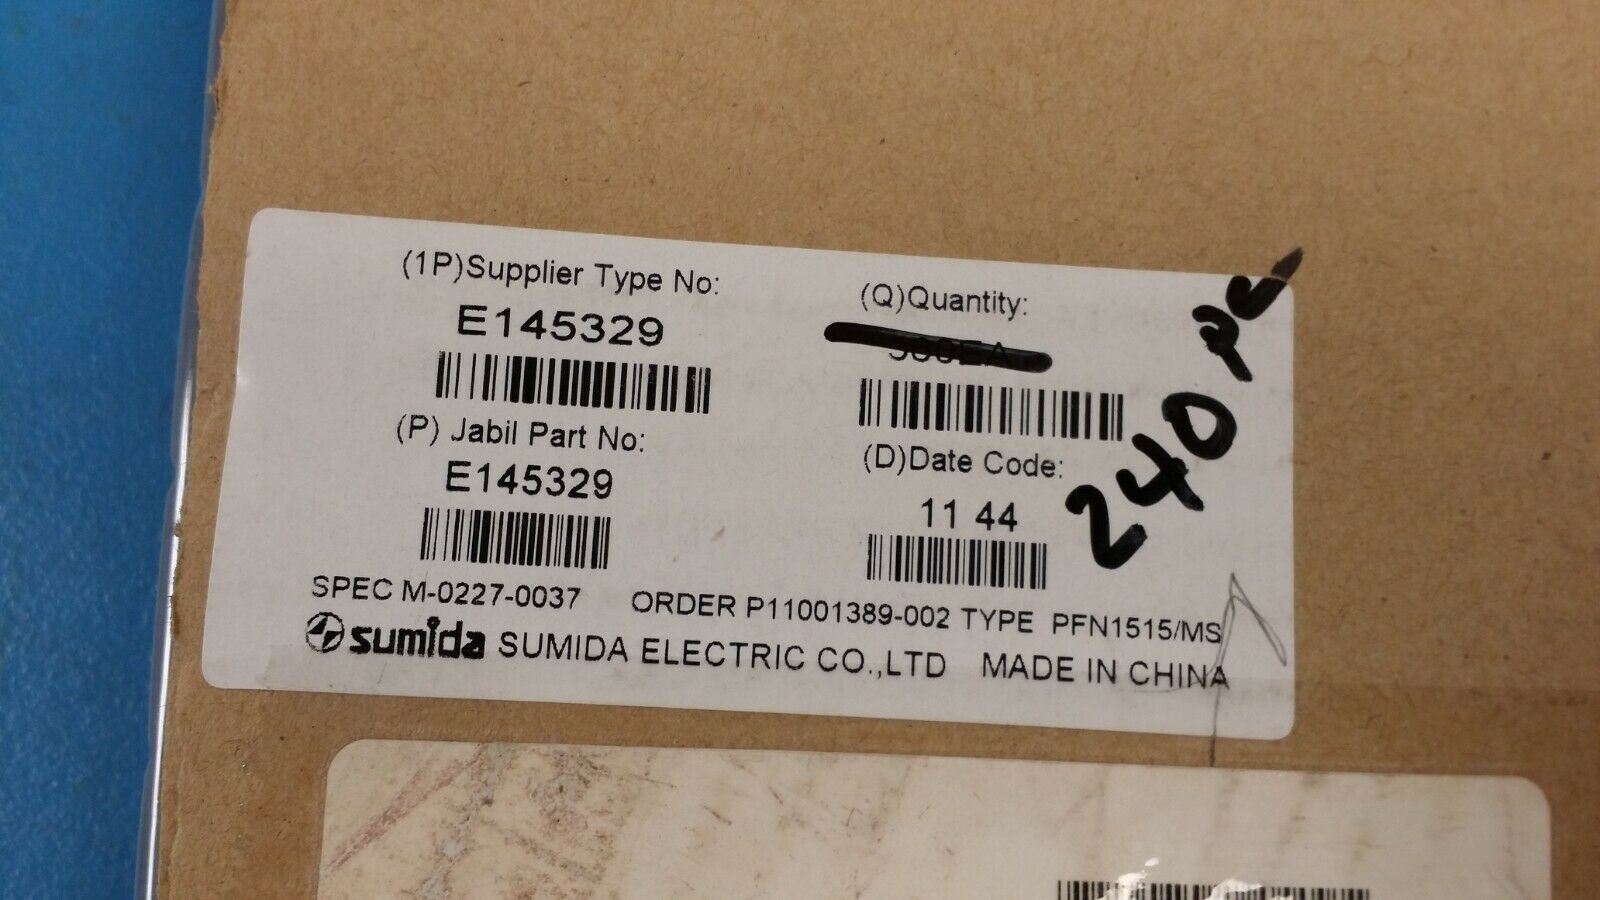 (1P)Supplier Type No:
E145329
(P) Jabil Part No:
E145329
(Q)Quantity:
(D)Date Code:
11 44
240 pc
SPEC M-0227-0037 ORDER P11001389-002 TYPE PFN1515/MS
sumida SUMIDA ELECTRIC CO.,LTD MADE IN CHINA